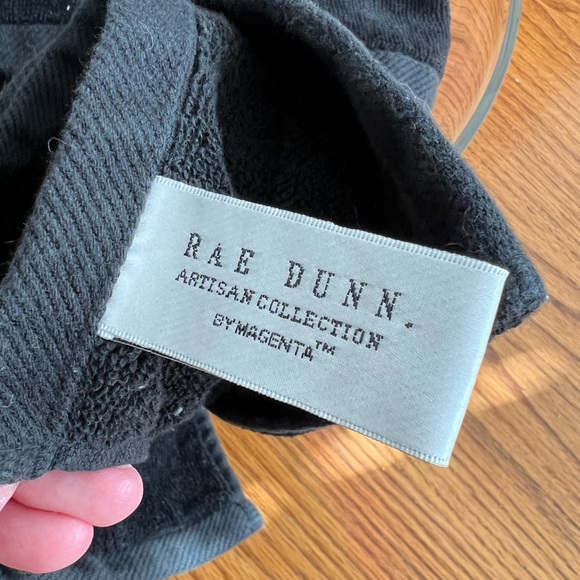 RAE DUNN.
ARTISAN COLLECTION
BY MAGENTA™